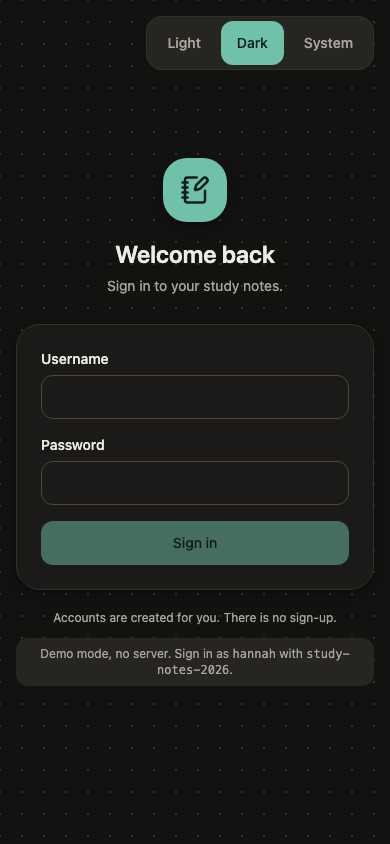 Light Dark System
Welcome back
Sign in to your study notes.
Username
Password
Sign in
Accounts are created for you. There is no sign-up.
Demo mode, no server. Sign in as hannah with study-
notes-2026.